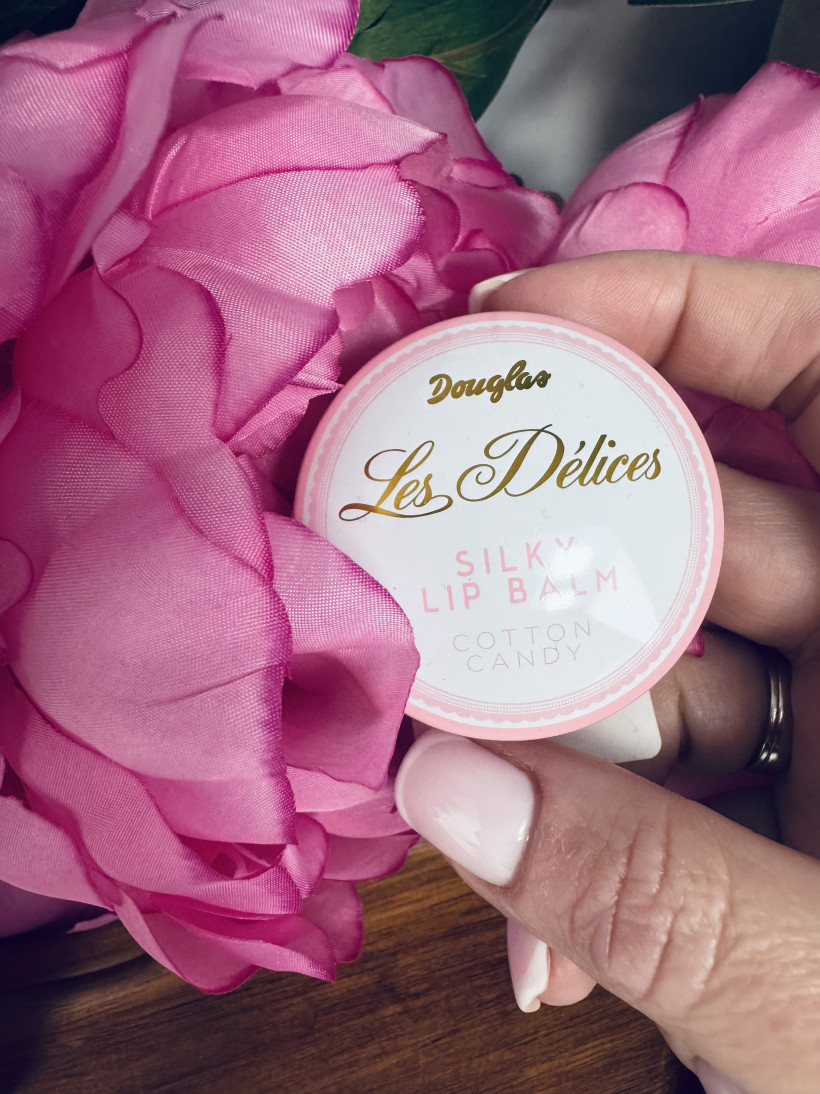 Douglas
Les Délices
SILKY
LIP BALM
COTTON
CANDY